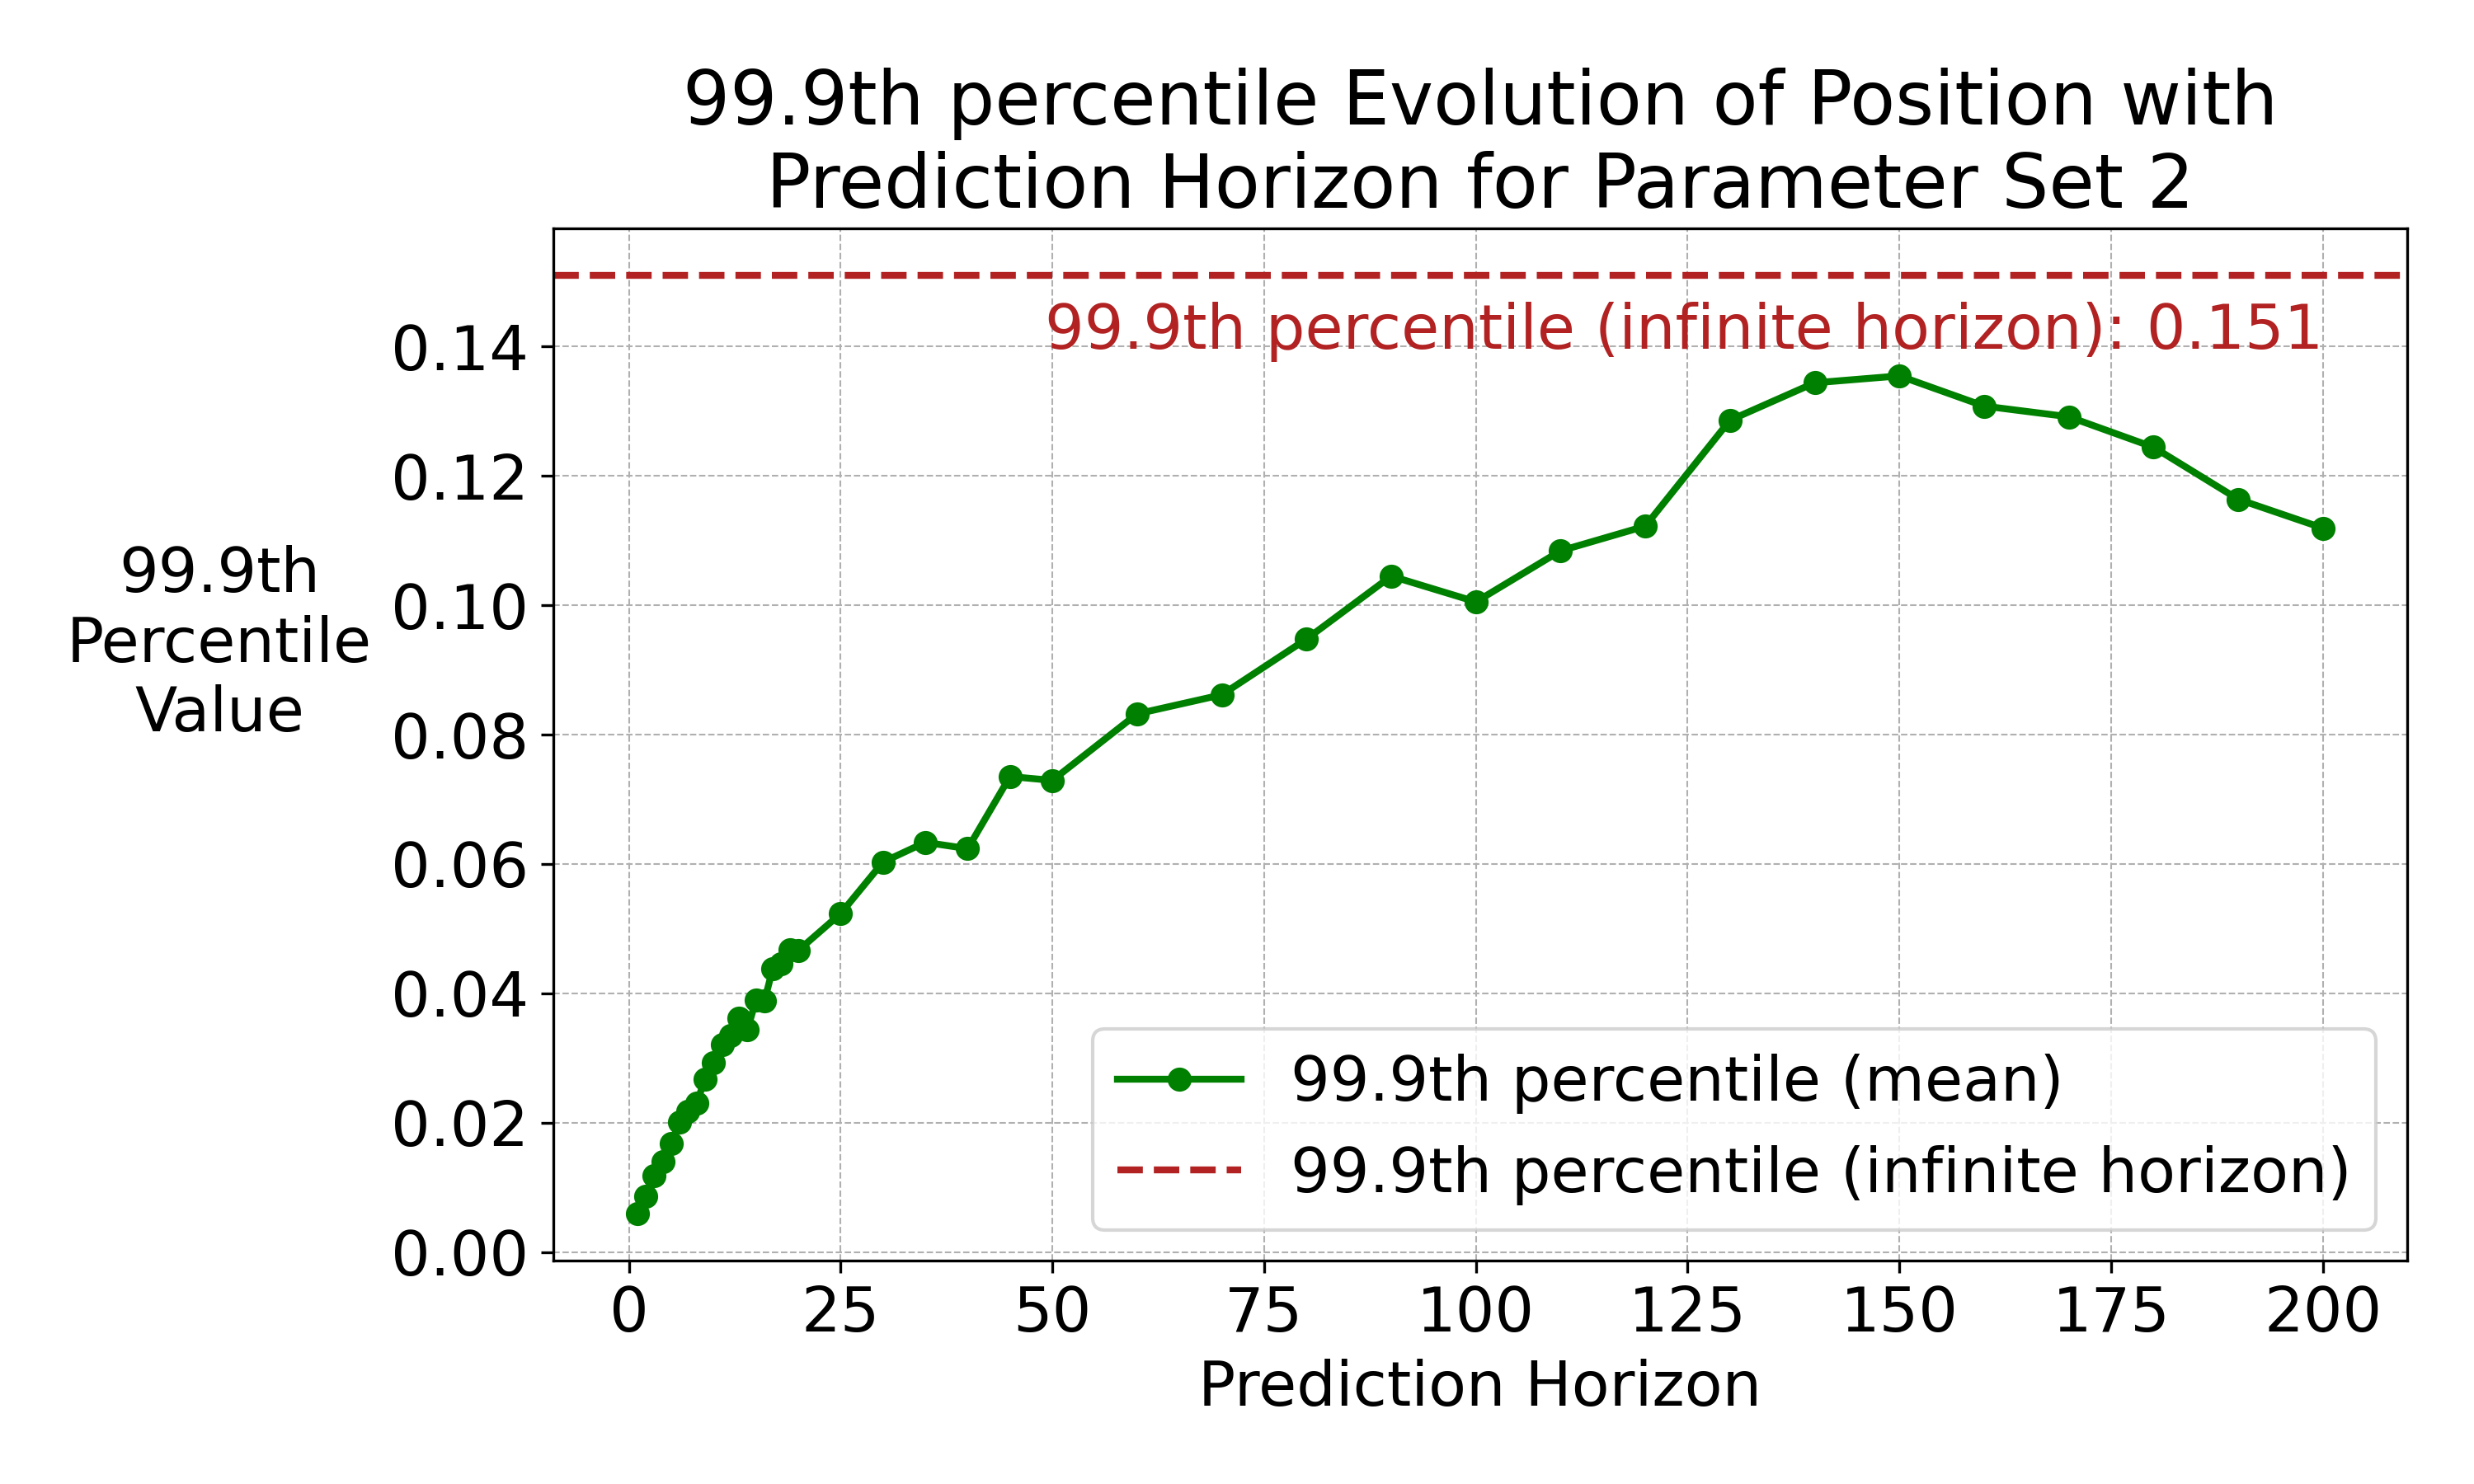 99.9th percentile Evolution of Position with
Prediction Horizon for Parameter Set 2
99.9th percentile (infinite horizon): 0.151
0.14
0.12
0.10
0.08
0.06
0.04
0.02
0.00
99.9th
Percentile
Value
99.9th percentile (mean)
99.9th percentile (infinite horizon)
0 25 50 75 100 125 150 175 200
Prediction Horizon